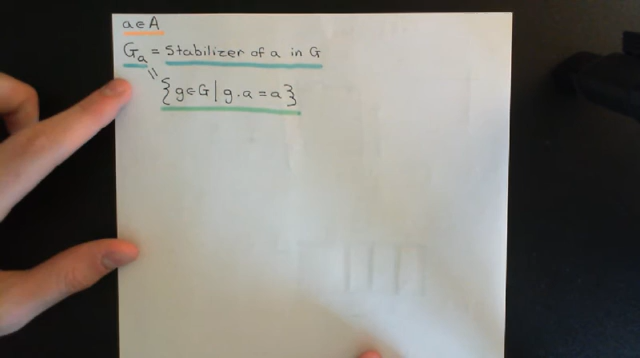 a∈A
Gₐ = Stabilizer of a in G
=
{g∈G | g.a = a}